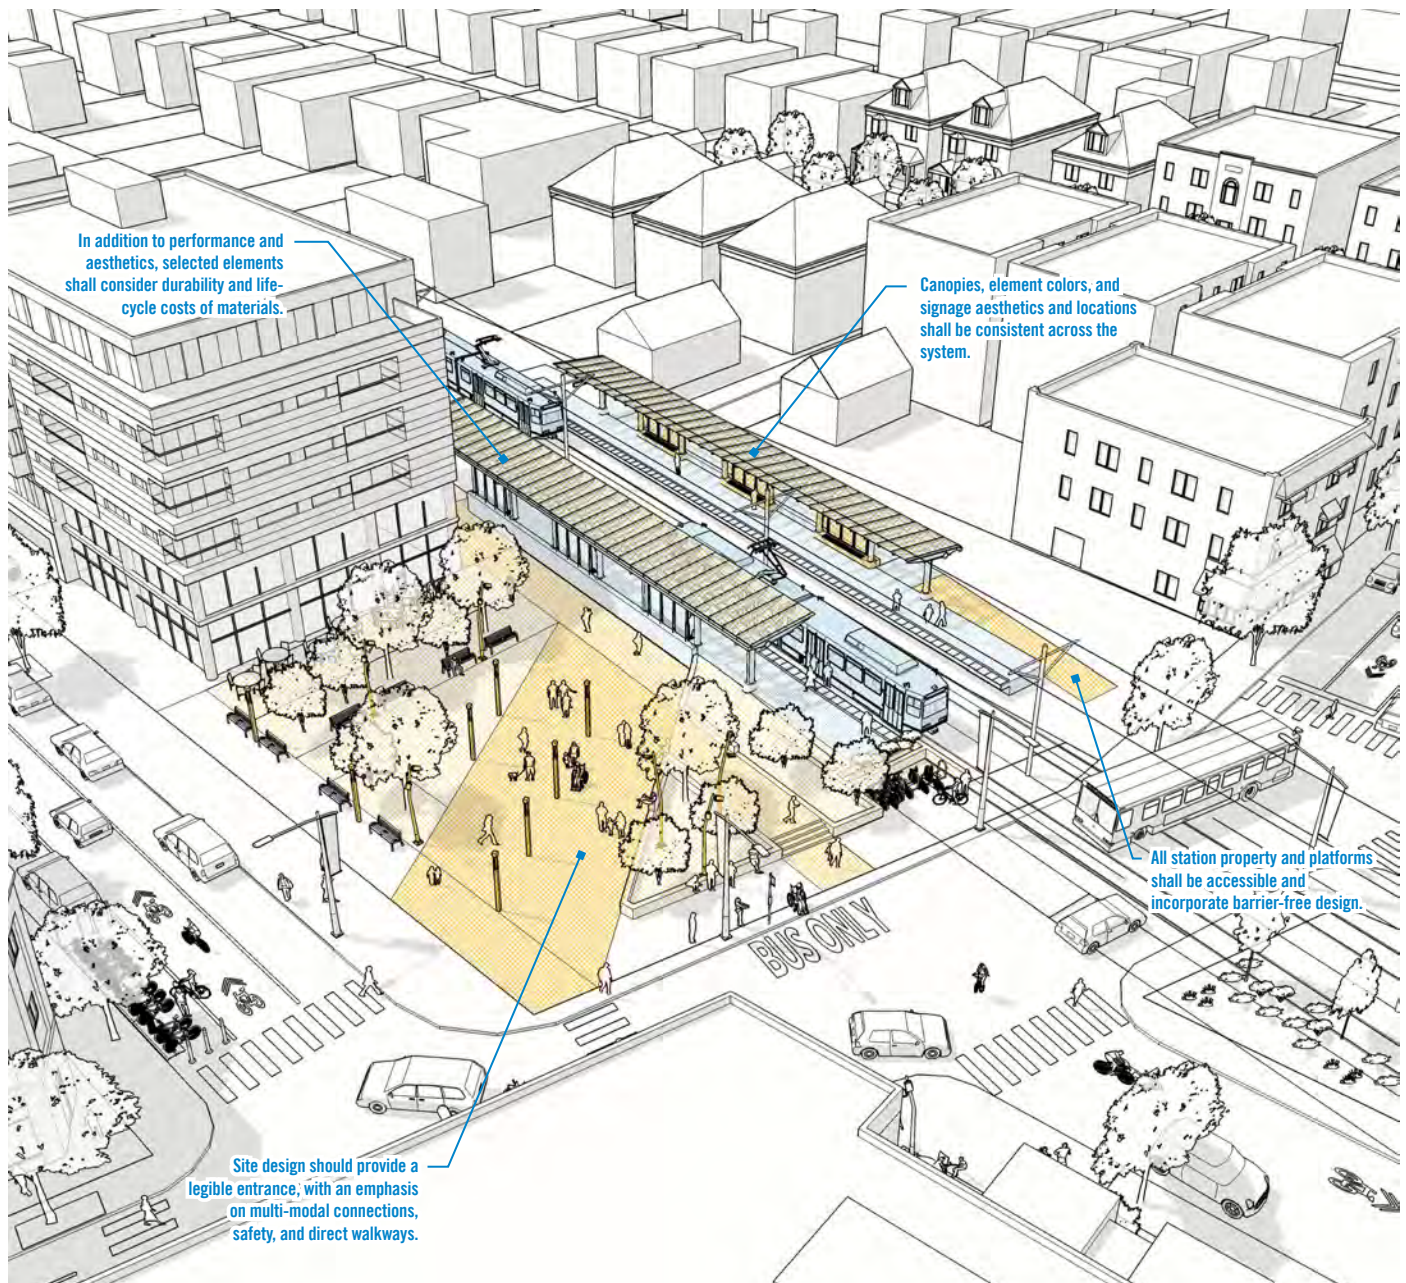 In addition to performance and
aesthetics, selected elements
shall consider durability and life-
cycle costs of materials.
Canopies, element colors, and
signage aesthetics and locations
shall be consistent across the
system.
All station property and platforms
shall be accessible and
incorporate barrier-free design.
BUS ONLY
Site design should provide a
legible entrance, with an emphasis
on multi-modal connections,
safety, and direct walkways.